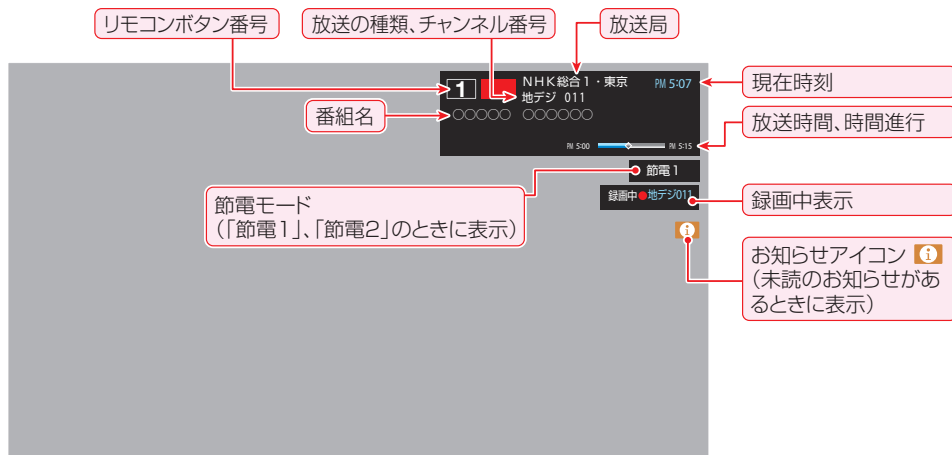 リモコンボタン番号
放送の種類、チャンネル番号
放送局
1
NHK総合1・東京
PM 5:07
地デジ 011
現在時刻
番組名
○○○○○ ○○○○○○
放送時間、時間進行
PM 5:00
PM 5:15
節電1
節電モード
(「節電1」、「節電2」のときに表示)
録画中●地デジ011
録画中表示
お知らせアイコン
(未読のお知らせがあ
るときに表示)